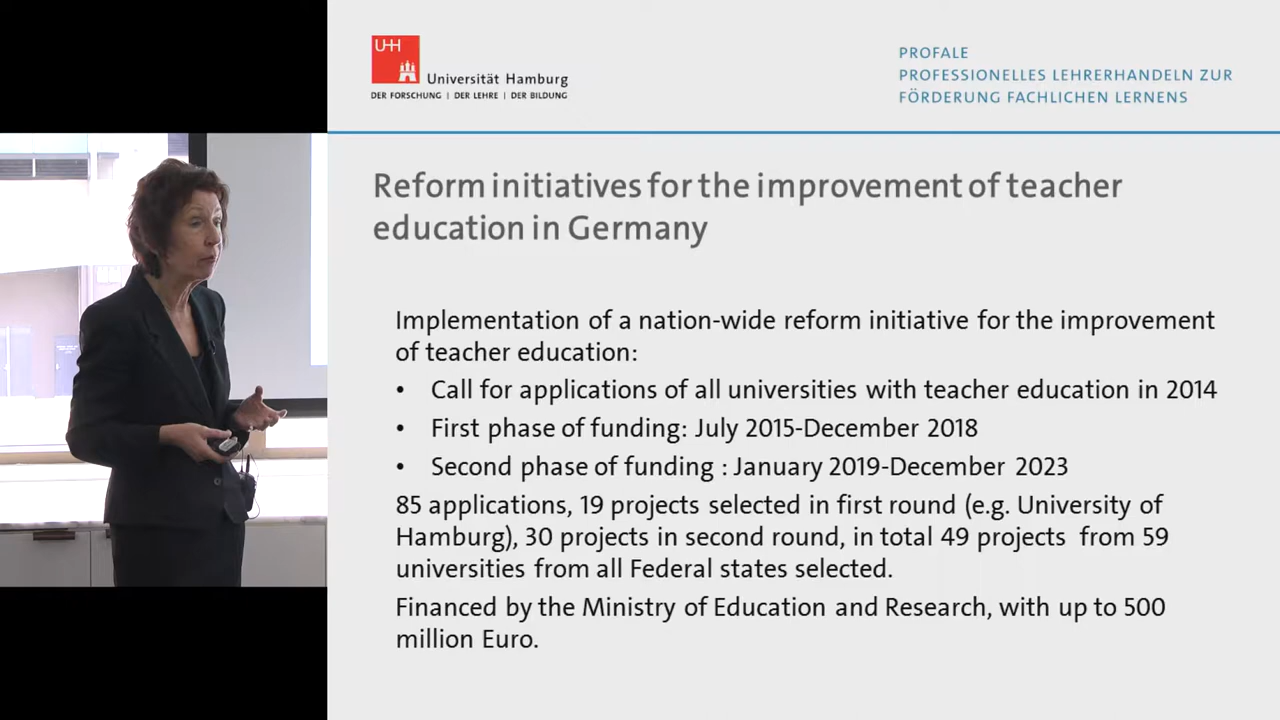 UHH
Universität Hamburg
DER FORSCHUNG | DER LEHRE | DER BILDUNG
PROFALE
PROFESSIONELLES LEHRERHANDELN ZUR
FÖRDERUNG FACHLICHEN LERNENS
Reform initiatives for the improvement of teacher
education in Germany
Implementation of a nation-wide reform initiative for the improvement
of teacher education:
• Call for applications of all universities with teacher education in 2014
• First phase of funding: July 2015-December 2018
• Second phase of funding : January 2019-December 2023
85 applications, 19 projects selected in first round (e.g. University of
Hamburg), 30 projects in second round, in total 49 projects from 59
universities from all Federal states selected.
Financed by the Ministry of Education and Research, with up to 500
million Euro.